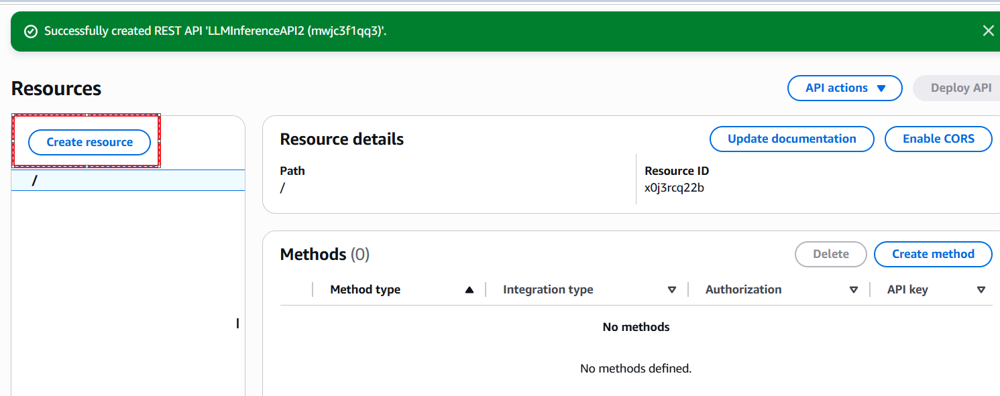 Successfully created REST API 'LLMInferenceAPI2 (mwjc3f1qq3)'.
Resources
API actions
Deploy API
Create resource
/
Resource details
Update documentation
Enable CORS
Path
/
Resource ID
x0j3rcq22b
Methods (0)
Delete
Create method
Method type
Integration type
Authorization
API key
No methods
No methods defined.